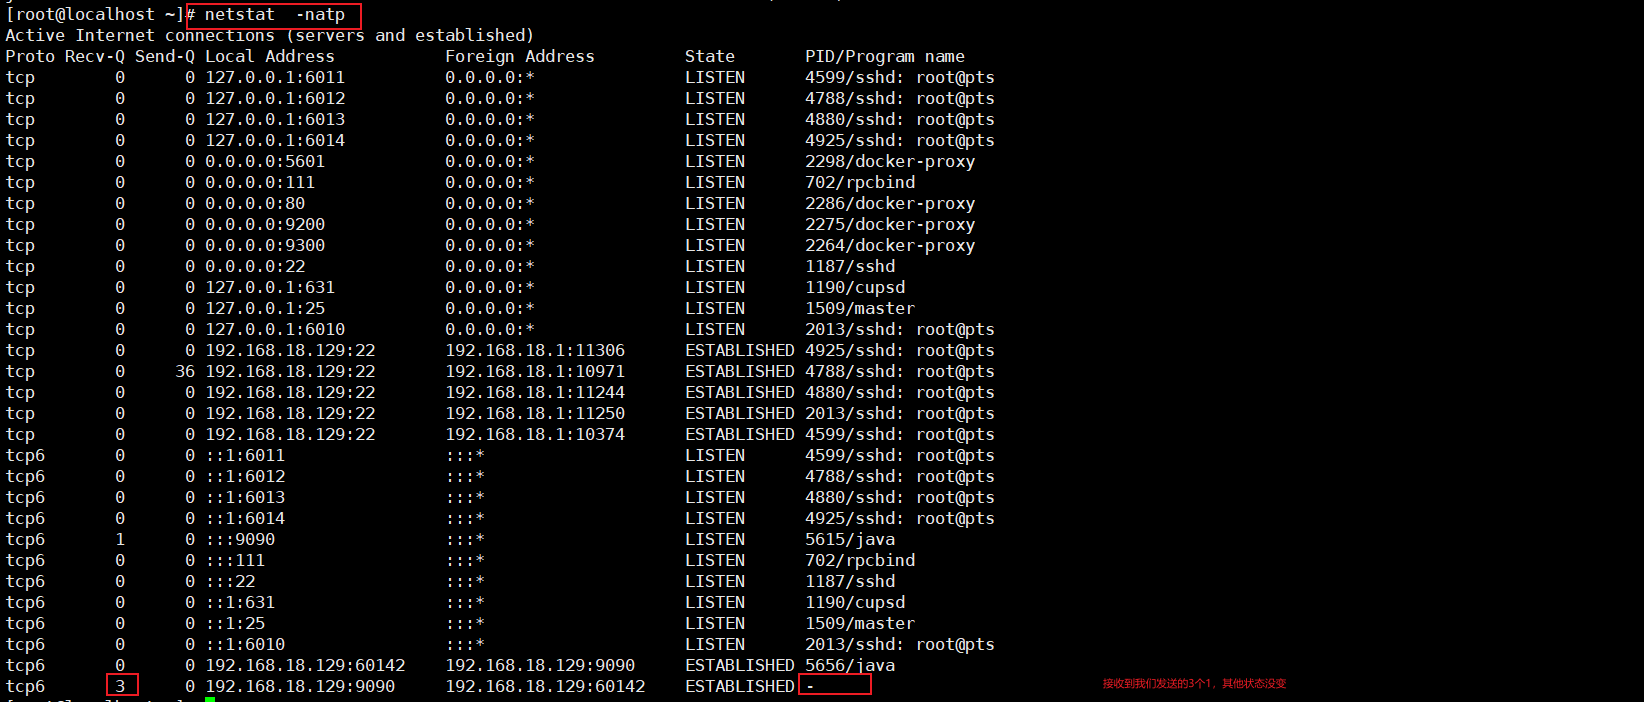 [root@localhost ~]# netstat  -natp
Active Internet connections (servers and established)
Proto Recv-Q Send-Q Local Address           Foreign Address         State       PID/Program name
tcp        0      0 127.0.0.1:6011          0.0.0.0:*               LISTEN      4599/sshd: root@pts
tcp        0      0 127.0.0.1:6012          0.0.0.0:*               LISTEN      4788/sshd: root@pts
tcp        0      0 127.0.0.1:6013          0.0.0.0:*               LISTEN      4880/sshd: root@pts
tcp        0      0 127.0.0.1:6014          0.0.0.0:*               LISTEN      4925/sshd: root@pts
tcp        0      0 0.0.0.0:5601            0.0.0.0:*               LISTEN      2298/docker-proxy
tcp        0      0 0.0.0.0:111             0.0.0.0:*               LISTEN      702/rpcbind
tcp        0      0 0.0.0.0:80              0.0.0.0:*               LISTEN      2286/docker-proxy
tcp        0      0 0.0.0.0:9200            0.0.0.0:*               LISTEN      2275/docker-proxy
tcp        0      0 0.0.0.0:9300            0.0.0.0:*               LISTEN      2264/docker-proxy
tcp        0      0 0.0.0.0:22              0.0.0.0:*               LISTEN      1187/sshd
tcp        0      0 127.0.0.1:631           0.0.0.0:*               LISTEN      1190/cupsd
tcp        0      0 127.0.0.1:25            0.0.0.0:*               LISTEN      1509/master
tcp        0      0 127.0.0.1:6010          0.0.0.0:*               LISTEN      2013/sshd: root@pts
tcp        0      0 192.168.18.129:22       192.168.18.1:11306      ESTABLISHED 4925/sshd: root@pts
tcp        0     36 192.168.18.129:22       192.168.18.1:10971      ESTABLISHED 4788/sshd: root@pts
tcp        0      0 192.168.18.129:22       192.168.18.1:11244      ESTABLISHED 4880/sshd: root@pts
tcp        0      0 192.168.18.129:22       192.168.18.1:11250      ESTABLISHED 2013/sshd: root@pts
tcp        0      0 192.168.18.129:22       192.168.18.1:10374      ESTABLISHED 4599/sshd: root@pts
tcp6       0      0 ::1:6011                :::*                    LISTEN      4599/sshd: root@pts
tcp6       0      0 ::1:6012                :::*                    LISTEN      4788/sshd: root@pts
tcp6       0      0 ::1:6013                :::*                    LISTEN      4880/sshd: root@pts
tcp6       0      0 ::1:6014                :::*                    LISTEN      4925/sshd: root@pts
tcp6       1      0 :::9090                 :::*                    LISTEN      5615/java
tcp6       0      0 :::111                  :::*                    LISTEN      702/rpcbind
tcp6       0      0 :::22                   :::*                    LISTEN      1187/sshd
tcp6       0      0 ::1:631                 :::*                    LISTEN      1190/cupsd
tcp6       0      0 ::1:25                  :::*                    LISTEN      1509/master
tcp6       0      0 ::1:6010                :::*                    LISTEN      2013/sshd: root@pts
tcp6       0      0 192.168.18.129:60142    192.168.18.129:9090     ESTABLISHED 5656/java
tcp6       3      0 192.168.18.129:9090     192.168.18.129:60142    ESTABLISHED -
接收到我们发送的3个1，其他状态没变